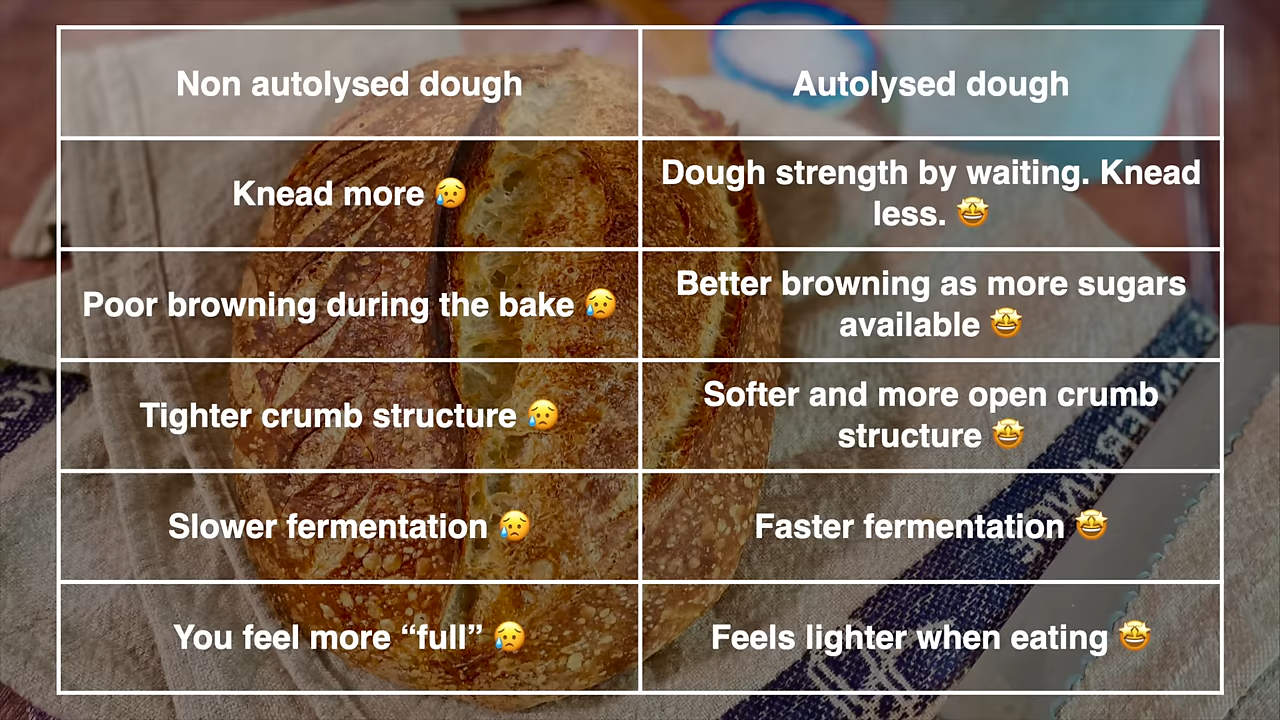 Non autolysed dough
Autolysed dough
Knead more 😥
Dough strength by waiting. Knead
less. 🤩
Poor browning during the bake 😥
Better browning as more sugars
available 🤩
Tighter crumb structure 😥
Softer and more open crumb
structure 🤩
Slower fermentation 😥
Faster fermentation 🤩
You feel more “full” 😥
Feels lighter when eating 🤩